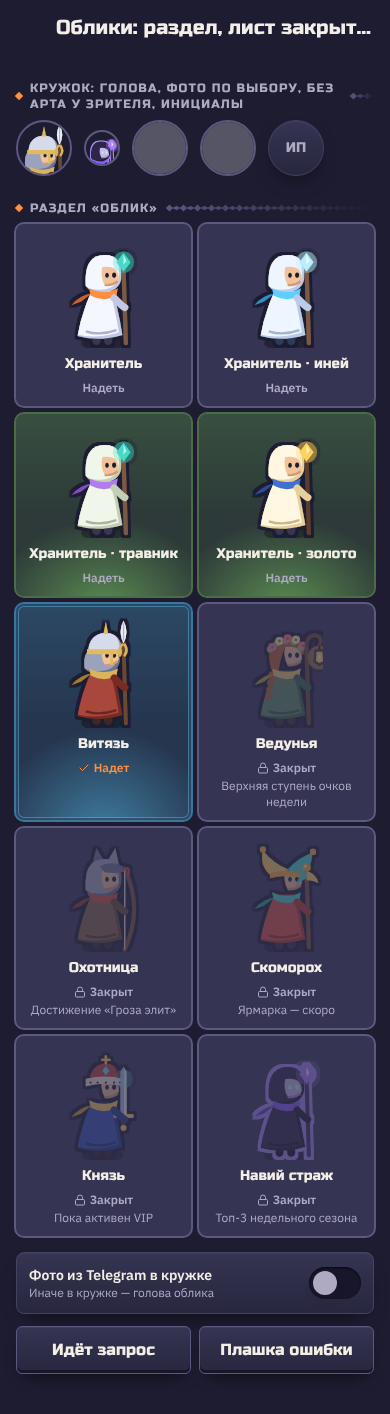 Облики: раздел, лист закрыт...
КРУЖОК: ГОЛОВА, ФОТО ПО ВЫБОРУ, БЕЗ
АРТА У ЗРИТЕЛЯ, ИНИЦИАЛЫ
ИП
РАЗДЕЛ «ОБЛИК»
Хранитель
Надеть
Хранитель · иней
Надеть
Хранитель · травник
Надеть
Хранитель · золото
Надеть
Витязь
Надет
Ведунья
Закрыт
Верхняя ступень очков
недели
Охотница
Закрыт
Достижение «Гроза элит»
Скоморох
Закрыт
Ярмарка — скоро
Князь
Закрыт
Пока активен VIP
Навий страж
Закрыт
Топ-3 недельного сезона
Фото из Telegram в кружке
Иначе в кружке — голова облика
Идёт запрос
Плашка ошибки